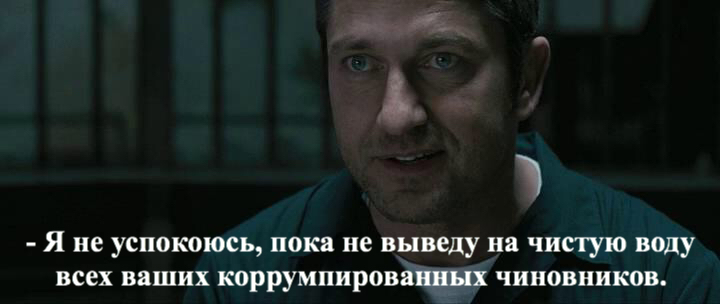 - Я не успокоюсь, пока не выведу на чистую воду
всех ваших коррумпированных чиновников.